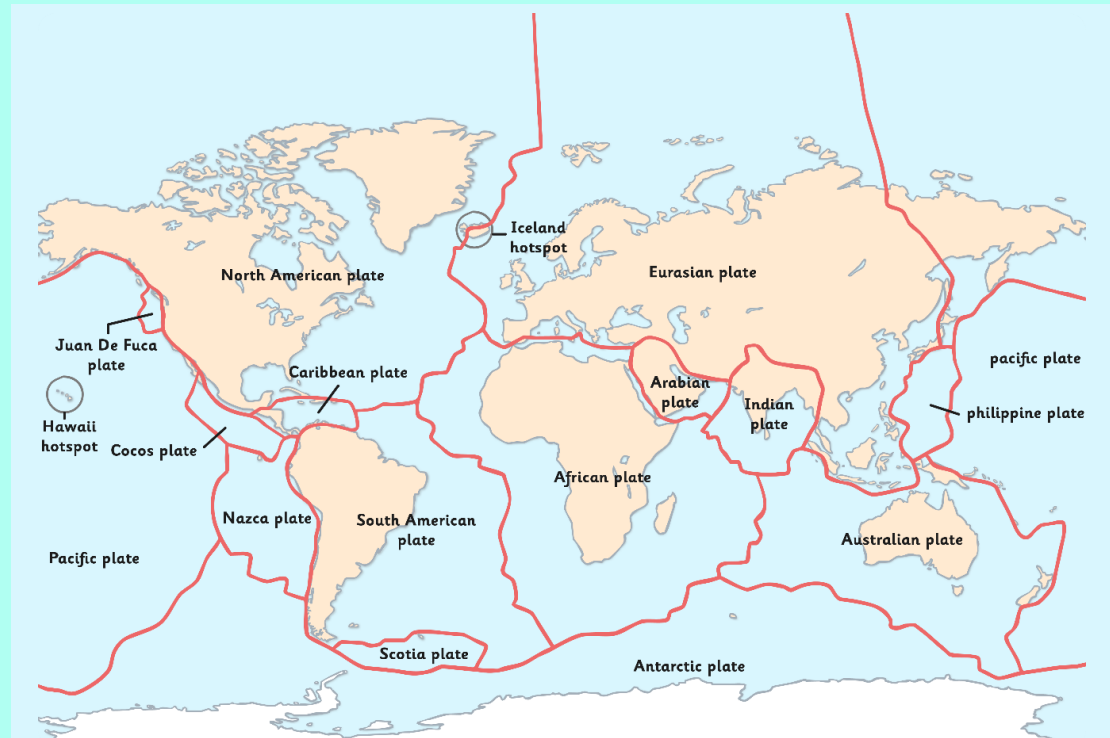 Iceland
hotspot
North American plate
Eurasian plate
Juan De Fuca
plate
Caribbean plate
pacific plate
Arabian
plate
Indian
plate
philippine plate
Hawaii
hotspot
Cocos plate
African plate
Nazca plate
South American
plate
Australian plate
Pacific plate
Scotia plate
Antarctic plate